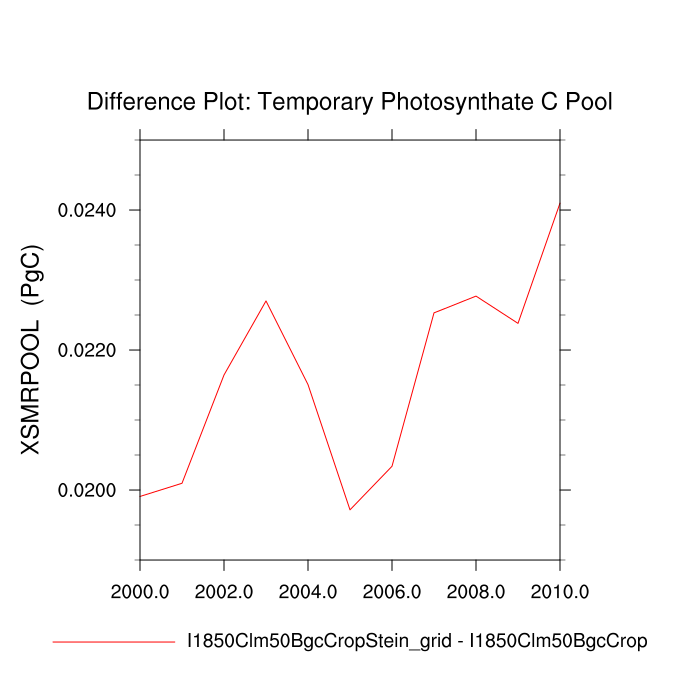 Difference Plot: Temporary Photosynthate C Pool
XSMRPOOL (PgC)
0.0240
0.0220
0.0200
2000.0 2002.0 2004.0 2006.0 2008.0 2010.0
I1850Clm50BgcCropStein_grid - I1850Clm50BgcCrop